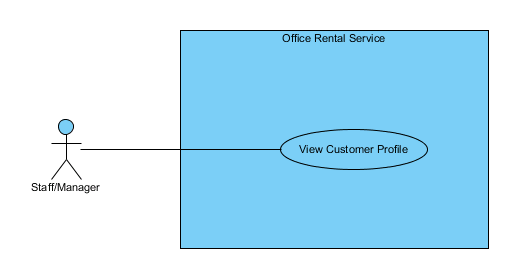 Office Rental Service
View Customer Profile
Staff/Manager